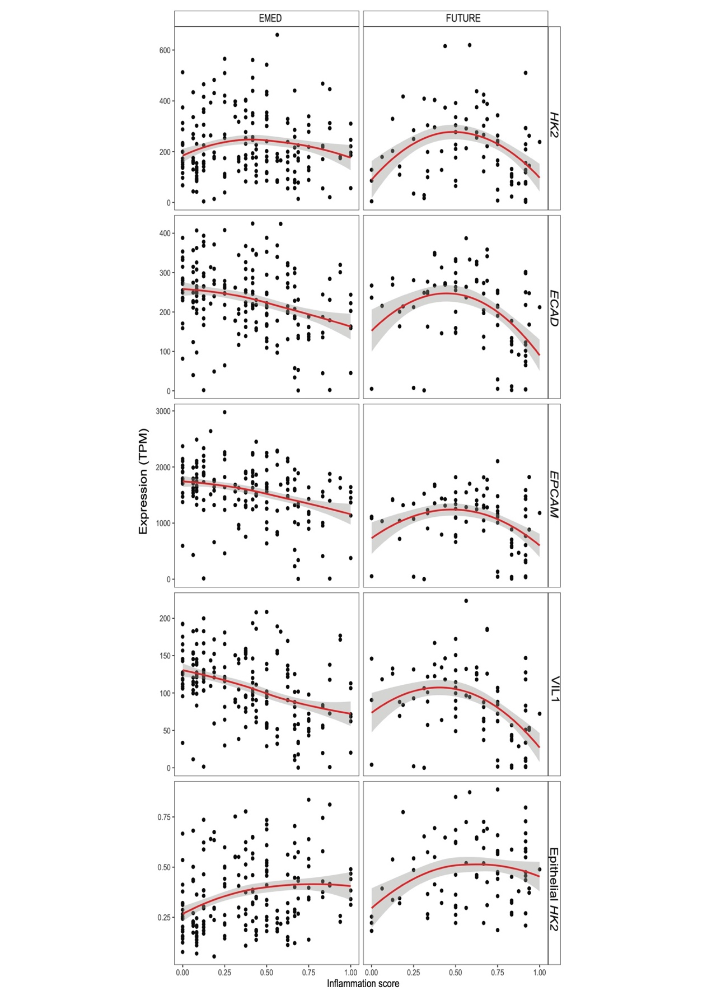 EMED
FUTURE
600
400
200
0
HK2
400
300
200
100
0
ECAD
3000
2000
1000
0
EPCAM
200
150
100
50
0
VIL1
0.75
0.50
0.25
Epithelial HK2
Expression (TPM)
0.00 0.25 0.50 0.75 1.00 0.00 0.25 0.50 0.75 1.00
Inflammation score